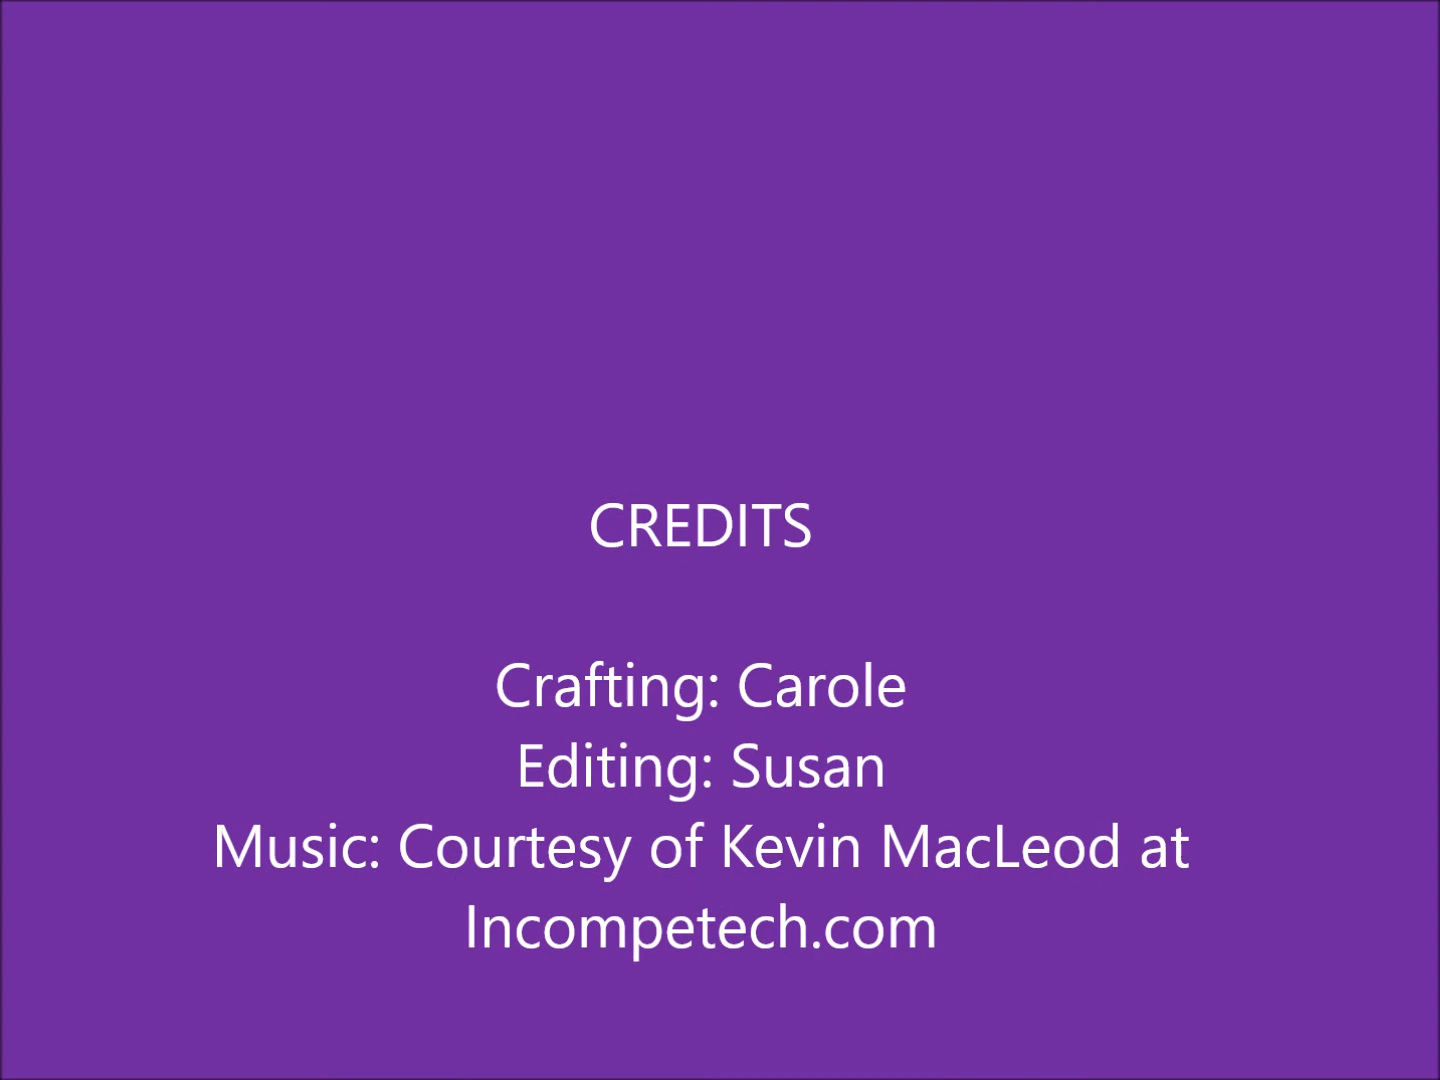 CREDITS
Crafting: Carole
Editing: Susan
Music: Courtesy of Kevin MacLeod at
Incompetech.com